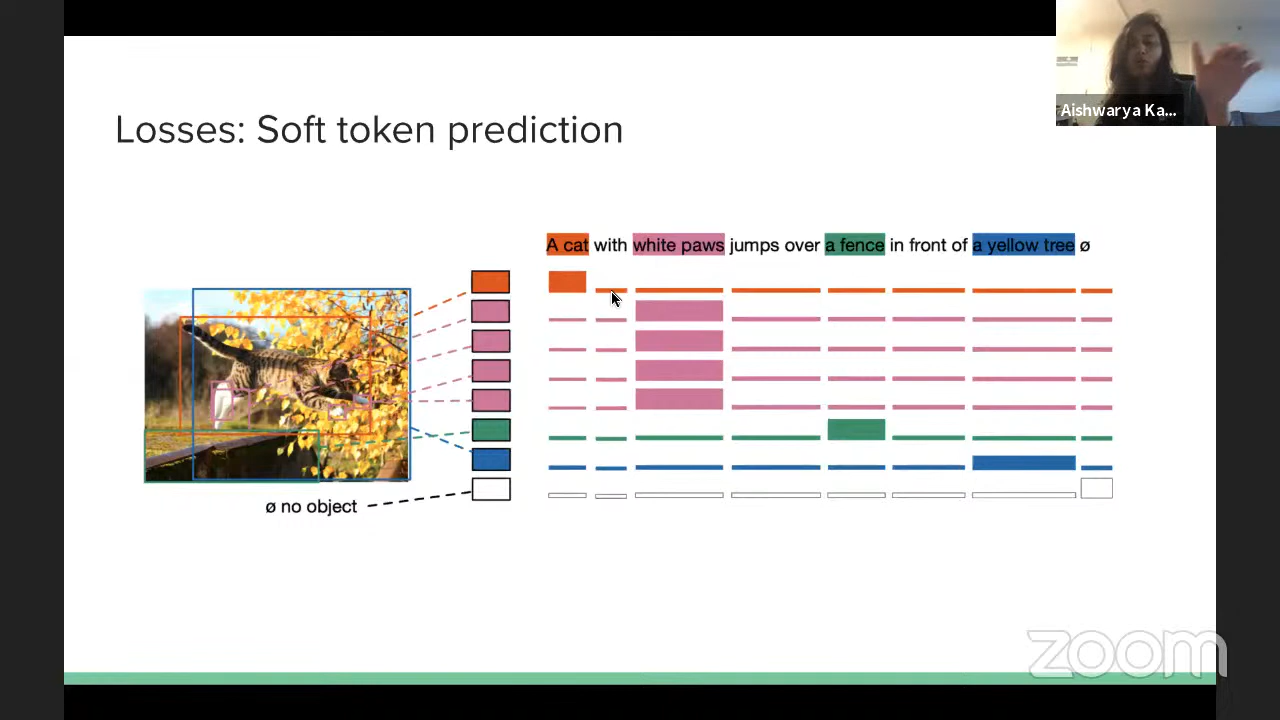 Aishwarya Ka...
Losses: Soft token prediction
A cat with white paws jumps over a fence in front of a yellow tree ø
ø no object
zoom